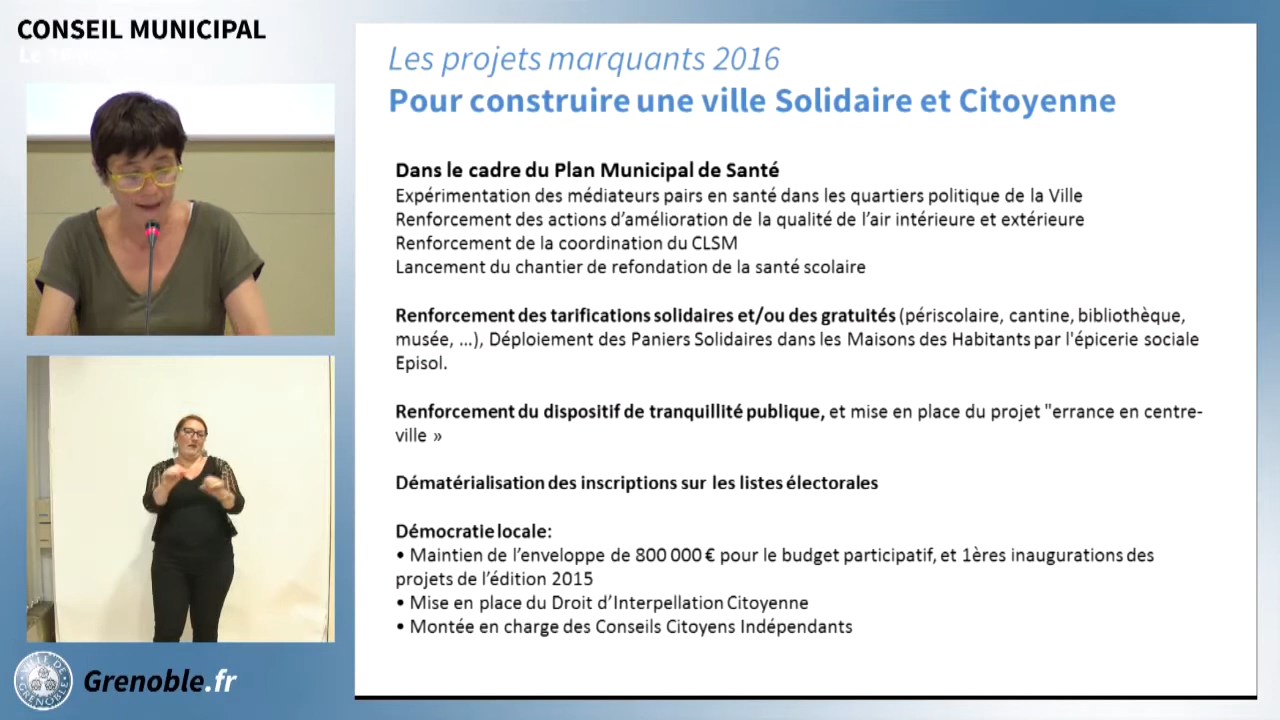 CONSEIL MUNICIPAL
Le
Les projets marquants 2016
Pour construire une ville Solidaire et Citoyenne
Dans le cadre du Plan Municipal de Santé
Expérimentation des médiateurs pairs en santé dans les quartiers politique de la Ville
Renforcement des actions d’amélioration de la qualité de l’air intérieure et extérieure
Renforcement de la coordination du CLSM
Lancement du chantier de refondation de la santé scolaire
Renforcement des tarifications solidaires et/ou des gratuités (périscolaire, cantine, bibliothèque,
musée, ...), Déploiement des Paniers Solidaires dans les Maisons des Habitants par l'épicerie sociale
Episol.
Renforcement du dispositif de tranquillité publique, et mise en place du projet "errance en centre-
ville »
Dématérialisation des inscriptions sur les listes électorales
Démocratie locale:
• Maintien de l’enveloppe de 800 000 € pour le budget participatif, et 1ères inaugurations des
projets de l’édition 2015
• Mise en place du Droit d’Interpellation Citoyenne
• Montée en charge des Conseils Citoyens Indépendants
VILLE DE
GRENOBLE
Grenoble.fr